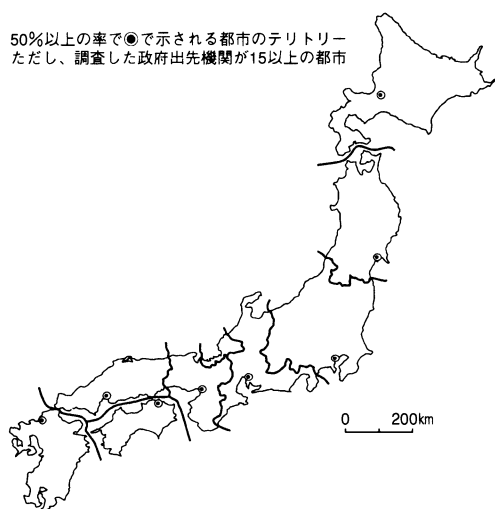 50%以上の率で◉で示される都市のテリトリー
ただし、調査した政府出先機関が15以上の都市
0 200km